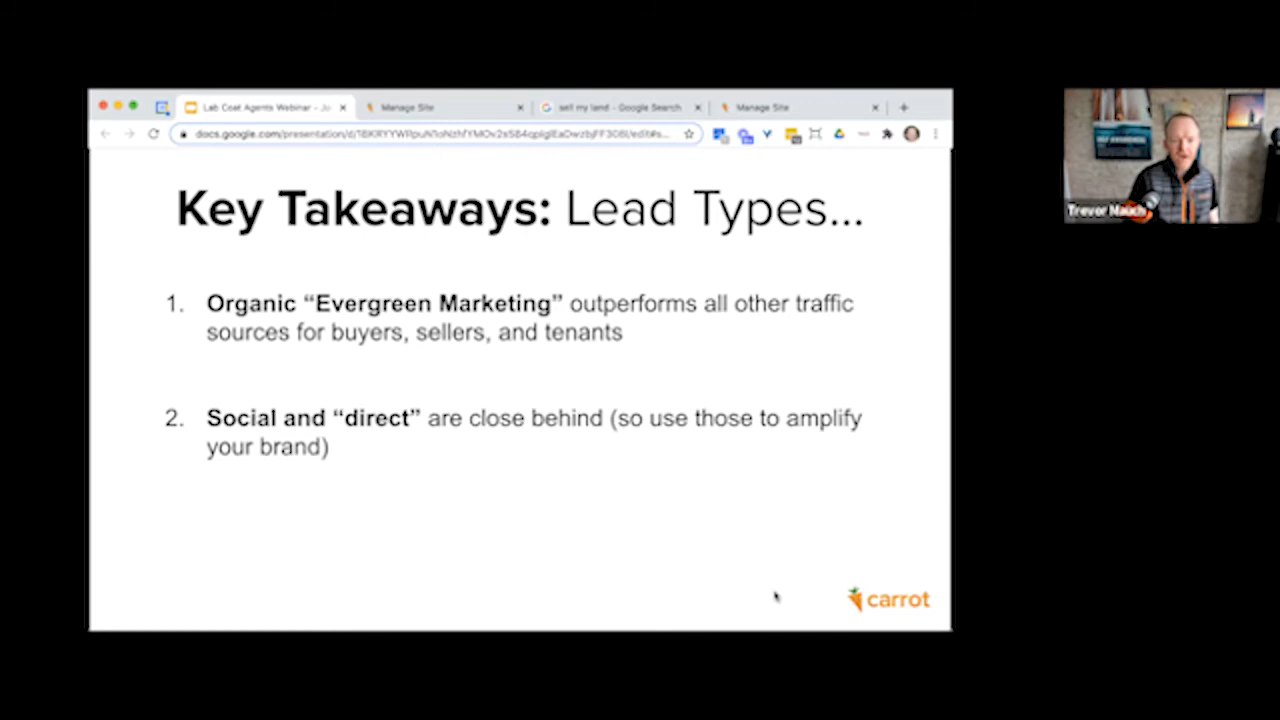 Lab Coat Agents Webinar - Jo
Manage Site
sell my land - Google Search
Manage Site
Key Takeaways: Lead Types...
1. Organic “Evergreen Marketing” outperforms all other traffic
sources for buyers, sellers, and tenants
2. Social and “direct” are close behind (so use those to amplify
your brand)
carrot
Trevor Mauch